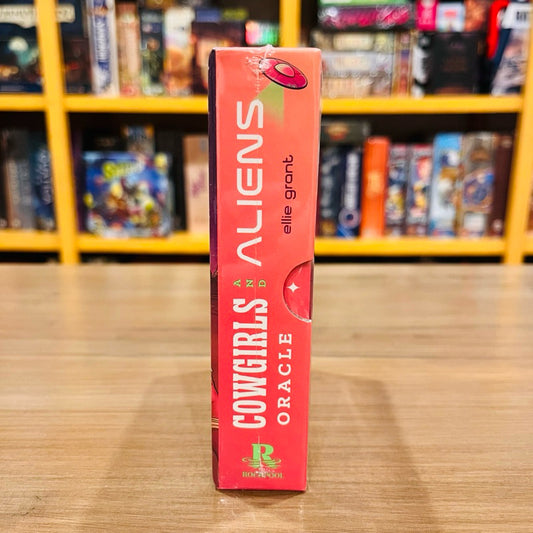 COWGIRLS
AND
ALIENS
ORACLE
ellie grant
R
ROCKPOOL